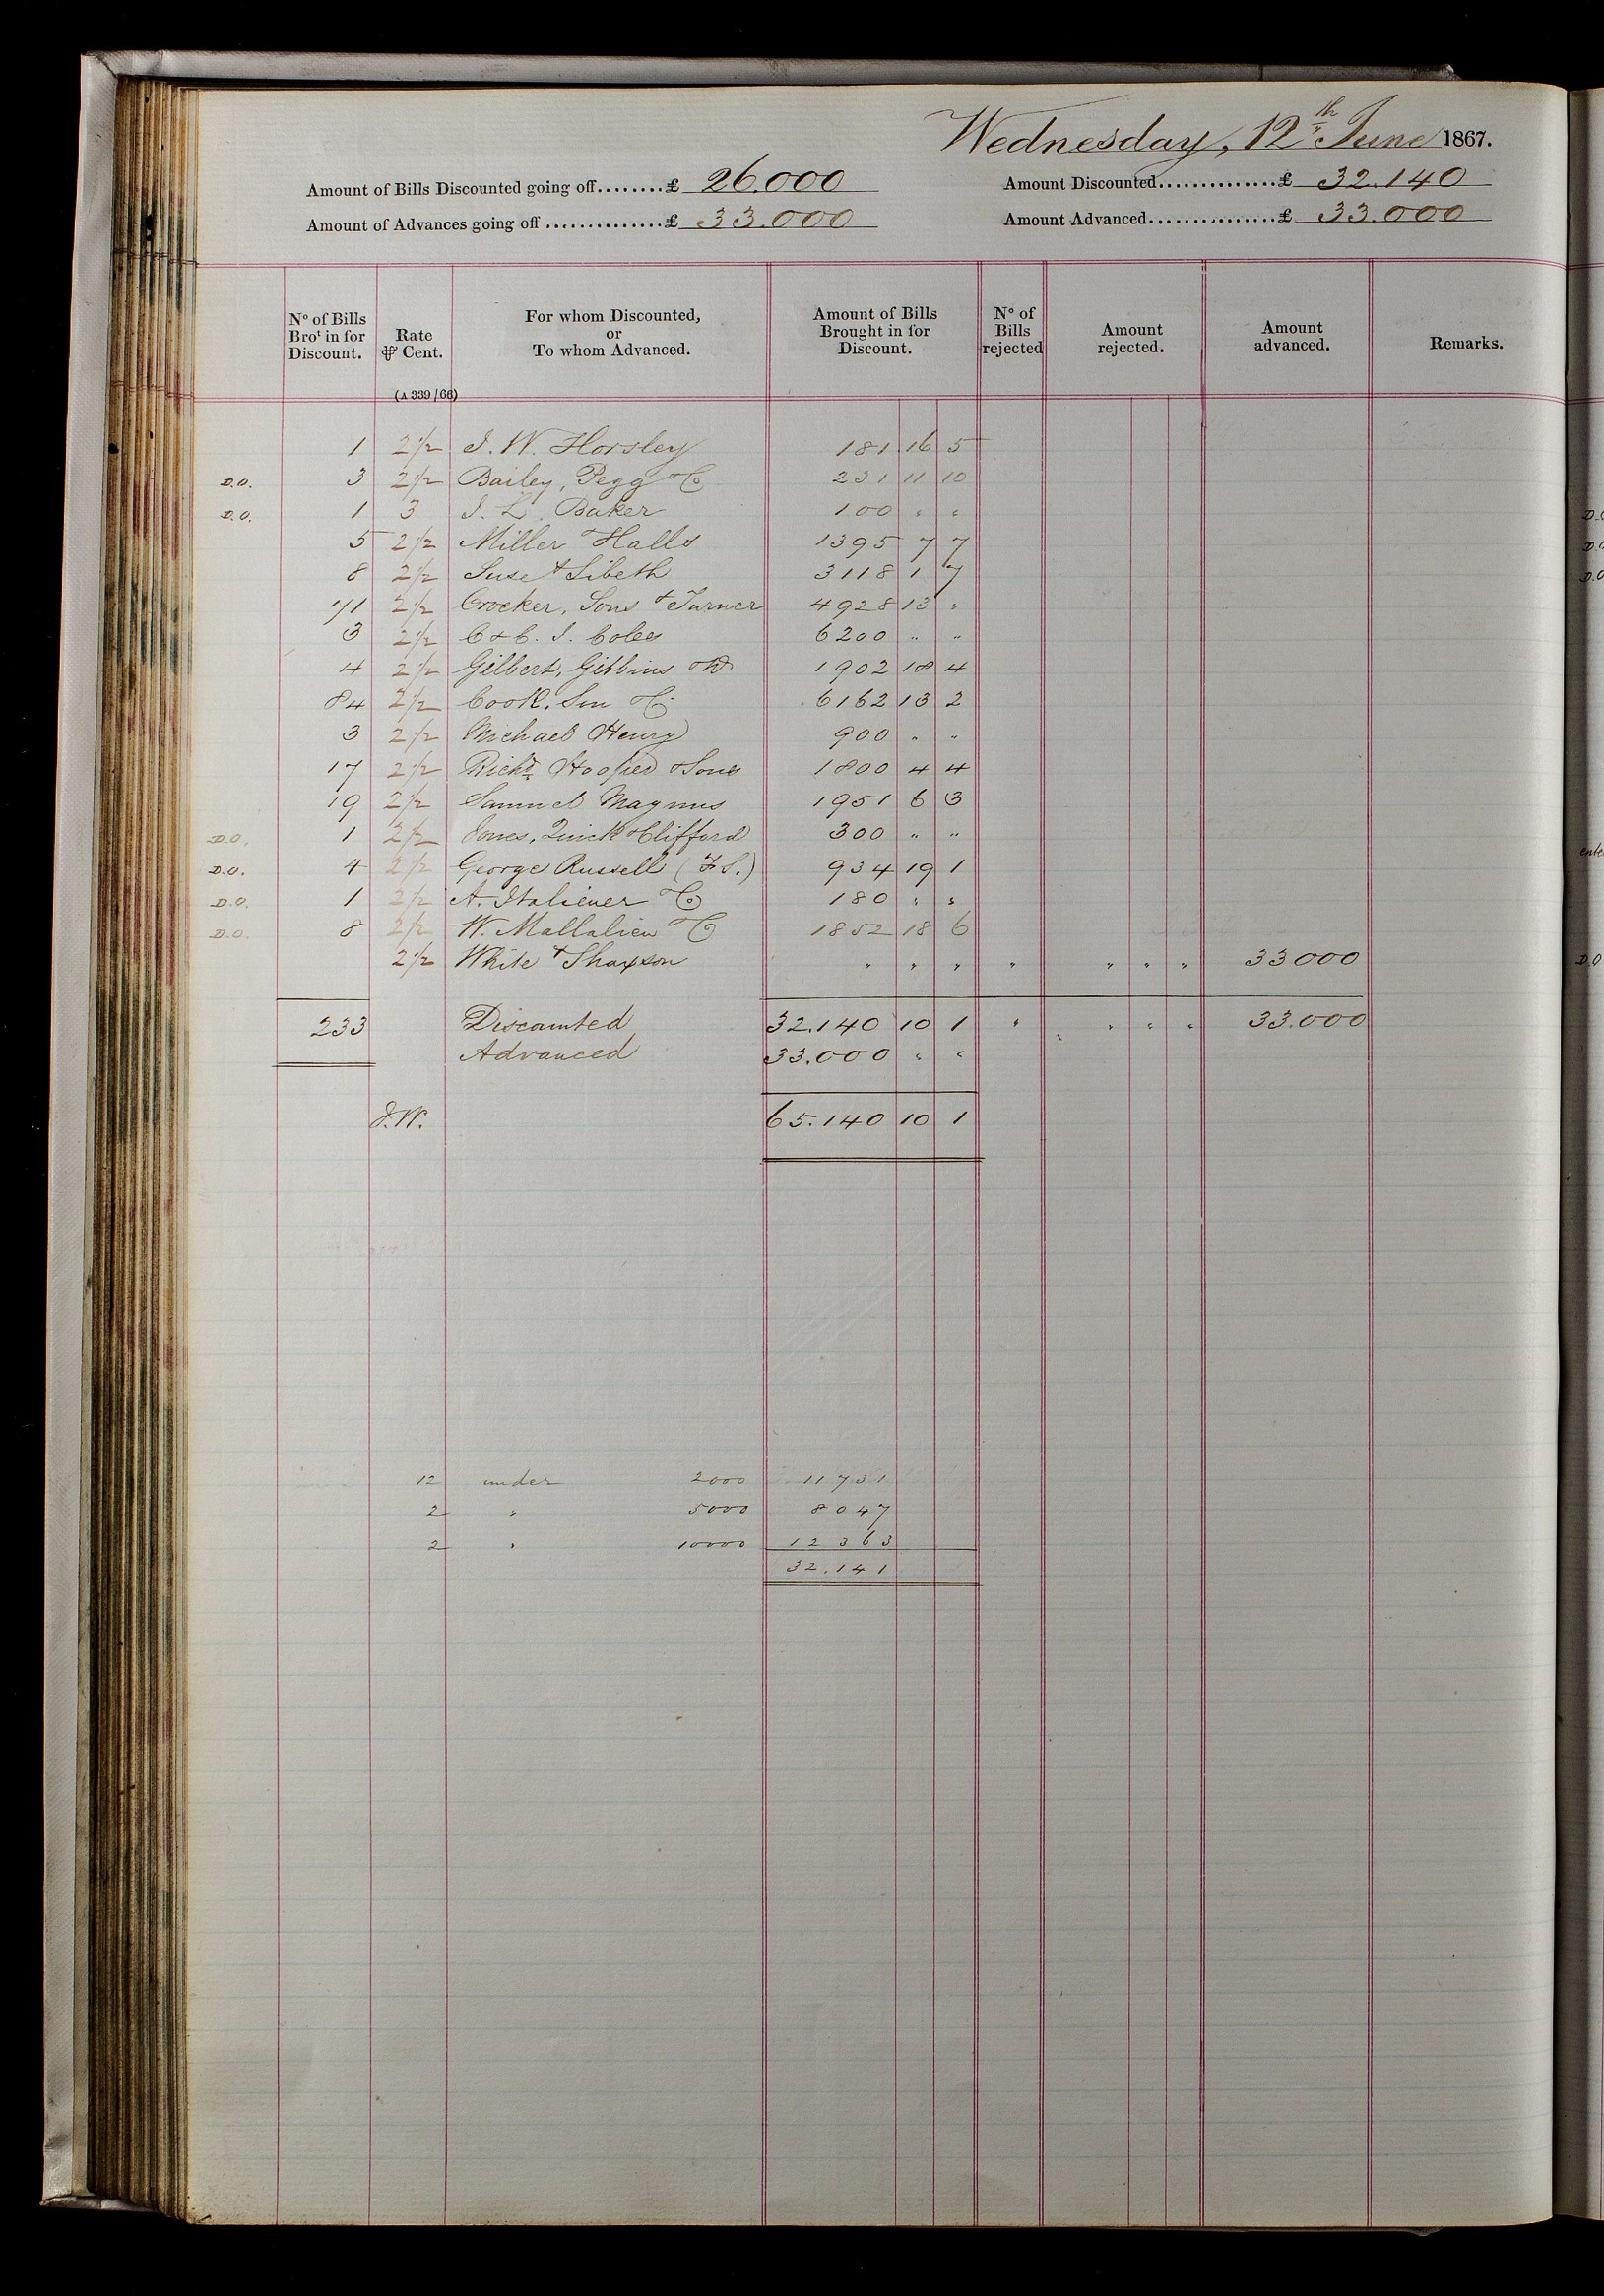 Wednesday, 12th June 1867.
Amount of Bills Discounted going off........£ 26.000 Amount Discounted..............£ 32.140
Amount of Advances going off..............£ 33.000 Amount Advanced................£ 33.000
No of Bills Brot in for Discount. Rate ⅌ Cent. For whom Discounted, or To whom Advanced. Amount of Bills Brought in for Discount. No of Bills rejected Amount rejected. Amount advanced. Remarks.
(A 339/66)
1 2½ J. W. Horsley 181 16 5
D.O. 3 2½ Bailey, Pegg & Co 231 11 10
D.O. 1 3 J. L. Baker 100 " "
5 2½ Miller & Halls 1395 7 7
8 2½ Suse & Sibeth 3118 1 7
71 2½ Crocker, Sons & Turner 4928 13 "
3 2½ C & C. J. Coles 6200 " "
4 2½ Gilbert, Gibbins & Co 1902 18 4
84 2½ Cook, Son & Co 6162 13 2
3 2½ Michael Henry 900 " "
17 2½ Richd Hooper & Sons 1800 4 4
19 2½ Samuel Magnus 1951 6 3
D.O. 1 2½ Jones, Quick & Clifford 300 " "
D.O. 4 2½ George Russell (F.S.) 934 19 1
D.O. 1 2½ A. Italiener & Co 180 " "
D.O. 8 2½ W. Mallalieu & Co 1852 18 6
2½ White & Shaxson " " " " " " " 33000
233 Discounted 32.140 10 1 " " " " 33.000
Advanced 33.000 " "
J.W. 65.140 10 1
12 under 2000 11731
2 " 5000 8047
2 " 10000 12363
32.141